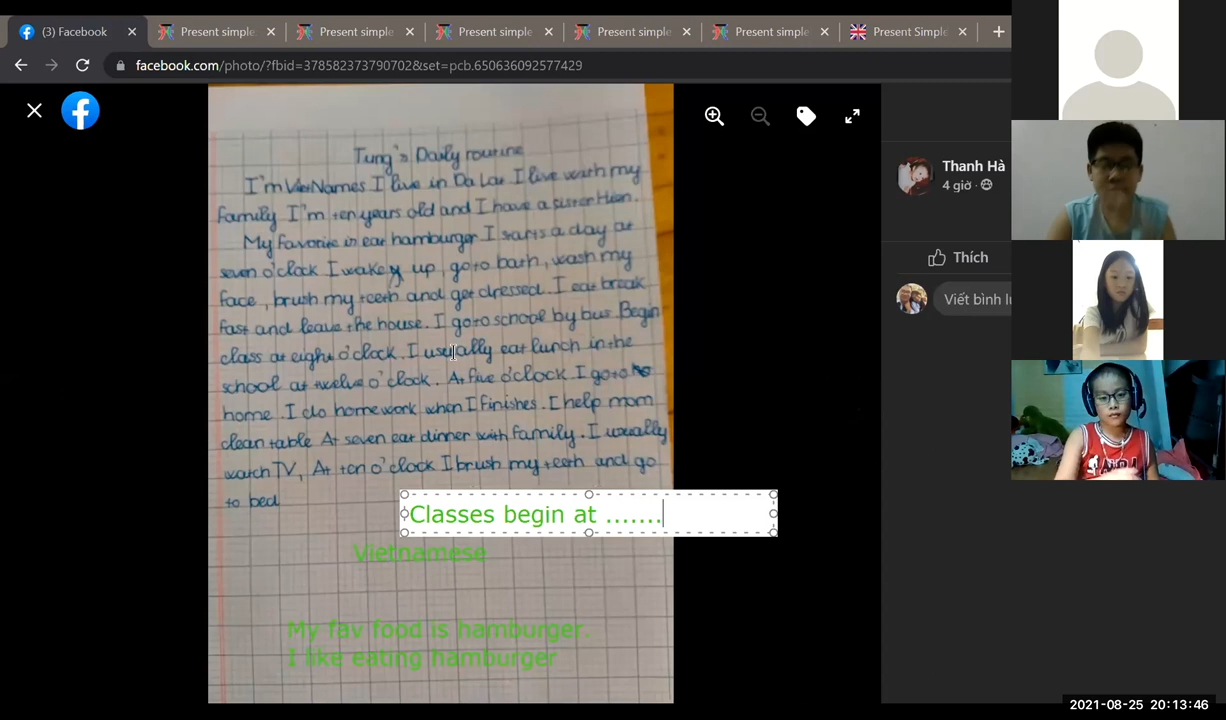 (3) Facebook
Present simple
Present simple
Present simple
Present simple
Present simple
Present Simple
facebook.com/photo/?fbid=378582373790702&set=pcb.650636092577429
Tung's Daily routine
I'm VietNames I live in Da Lat I live with my
family I'm ten years old and I have a sister Hien.
My Favorite in eat hamburger I starts a day at
seven o'clock I wake up, go to bath, wash my
face, brush my teeth and get dressed. I eat break
fast and leave the house. I go to school by bus. Begin
class at eight o'clock. I usually eat lunch in the
school at twelve o'clock. At five o'clock I go to
home. I do homework when I finishes. I help mom
clean table At seven eat dinner with family. I usually
watch TV, At ten o'clock I brush my teeth and go
to bed
Classes begin at .......
Vietnamese
My fav food is hamburger.
I like eating hamburger
Thanh Hà
4 giờ
Thích
Viết bình lu
2021-08-25 20:13:46